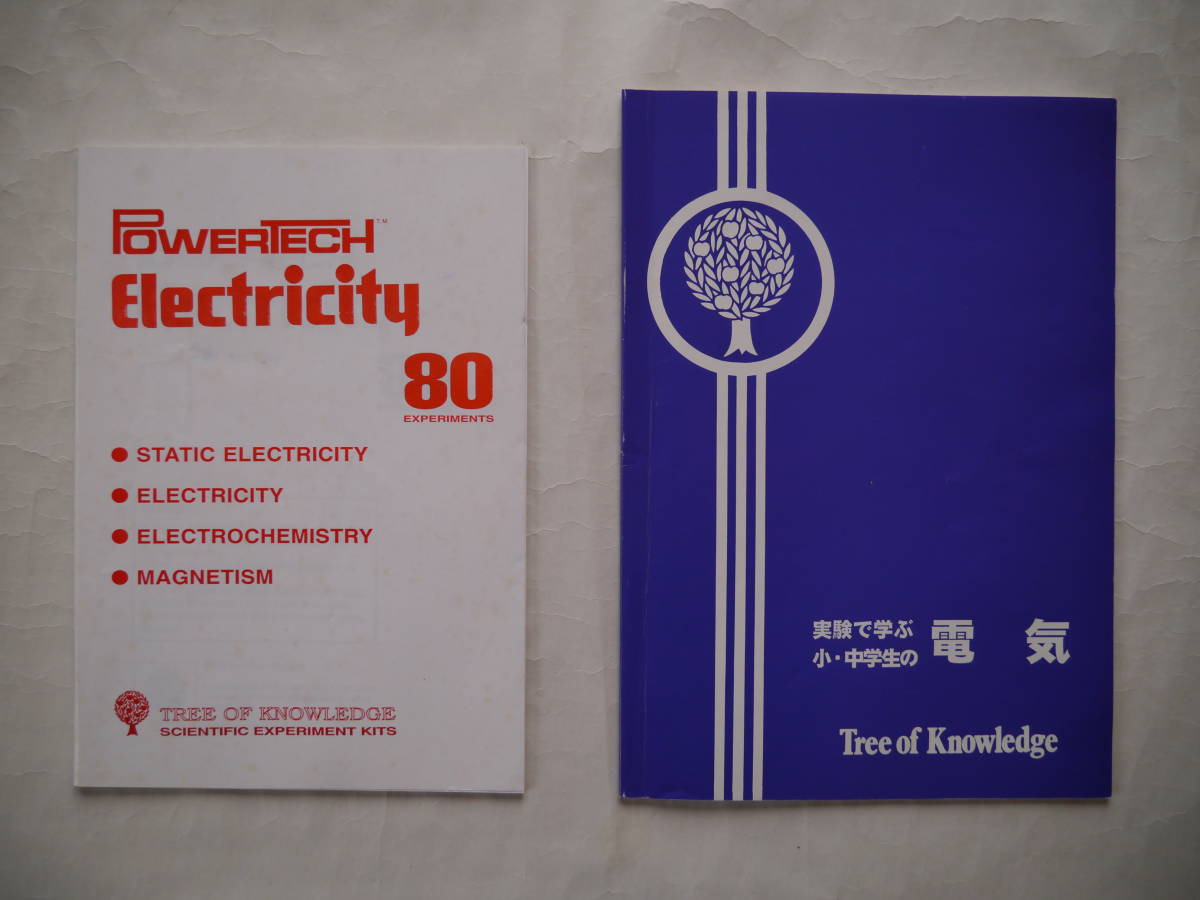 POWERTECH T.M.
Electricity
80
EXPERIMENTS
● STATIC ELECTRICITY
● ELECTRICITY
● ELECTROCHEMISTRY
● MAGNETISM
TREE OF KNOWLEDGE
SCIENTIFIC EXPERIMENT KITS
実験で学ぶ
小・中学生の
電 気
Tree of Knowledge